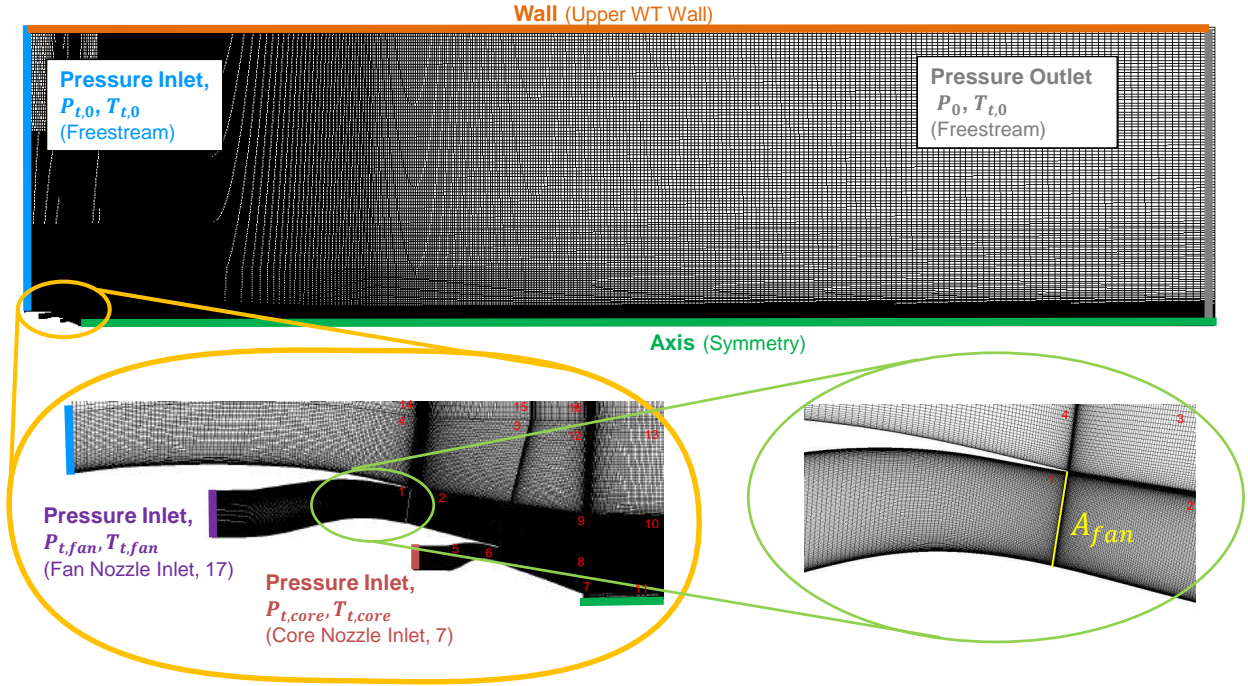 Wall (Upper WT Wall)
Pressure Inlet,
P_{t,0}, T_{t,0}
(Freestream)
Pressure Outlet
P_0, T_{t,0}
(Freestream)
Axis (Symmetry)
14
15
16
4
3
12
13
1
2
9
10
5
6
8
7
11
Pressure Inlet,
P_{t,fan}, T_{t,fan}
(Fan Nozzle Inlet, 17)
Pressure Inlet,
P_{t,core}, T_{t,core}
(Core Nozzle Inlet, 7)
4
3
1
2
A_{fan}